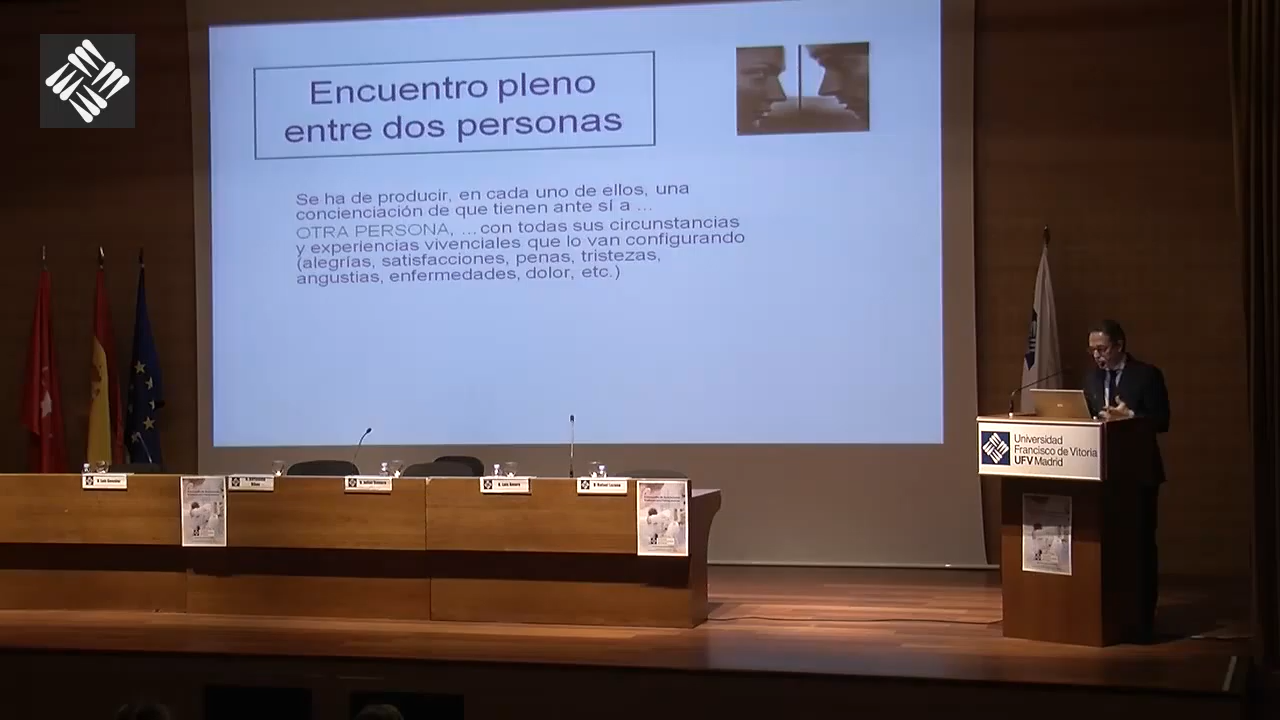 Encuentro pleno
entre dos personas
Se ha de producir, en cada uno de ellos, una
concienciación de que tienen ante sí a ...
OTRA PERSONA, ... con todas sus circunstancias
y experiencias vivenciales que lo van configurando
(alegrías, satisfacciones, penas, tristezas,
angustias, enfermedades, dolor, etc.)
Universidad
Francisco de Vitoria
UFV Madrid